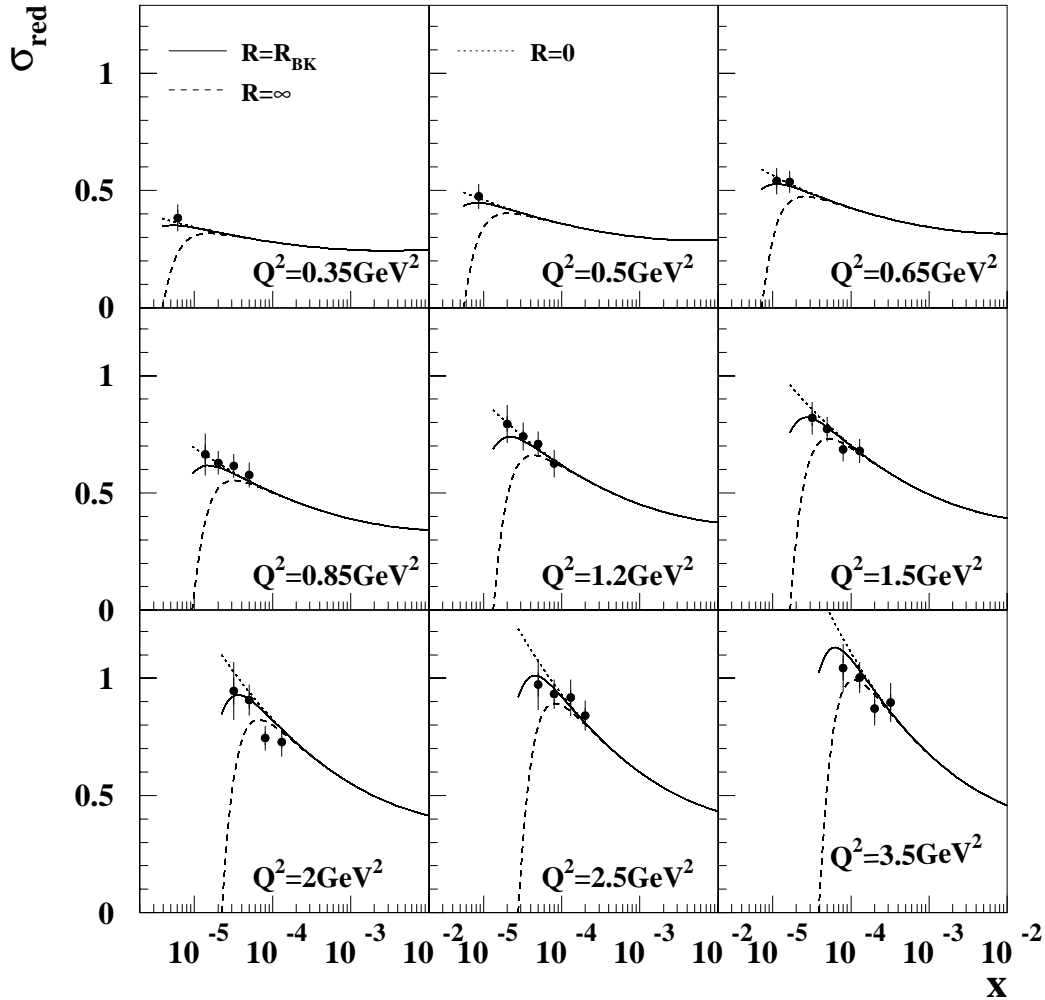 σred
R=RBK
R=∞
R=0
1
0.5
0
Q²=0.35GeV²
Q²=0.5GeV²
Q²=0.65GeV²
1
0.5
0
Q²=0.85GeV²
Q²=1.2GeV²
Q²=1.5GeV²
1
0.5
0
Q²=2GeV²
Q²=2.5GeV²
Q²=3.5GeV²
10⁻⁵ 10⁻⁴ 10⁻³ 10⁻² 10⁻⁵ 10⁻⁴ 10⁻³ 10⁻² 10⁻⁵ 10⁻⁴ 10⁻³ 10⁻²
x